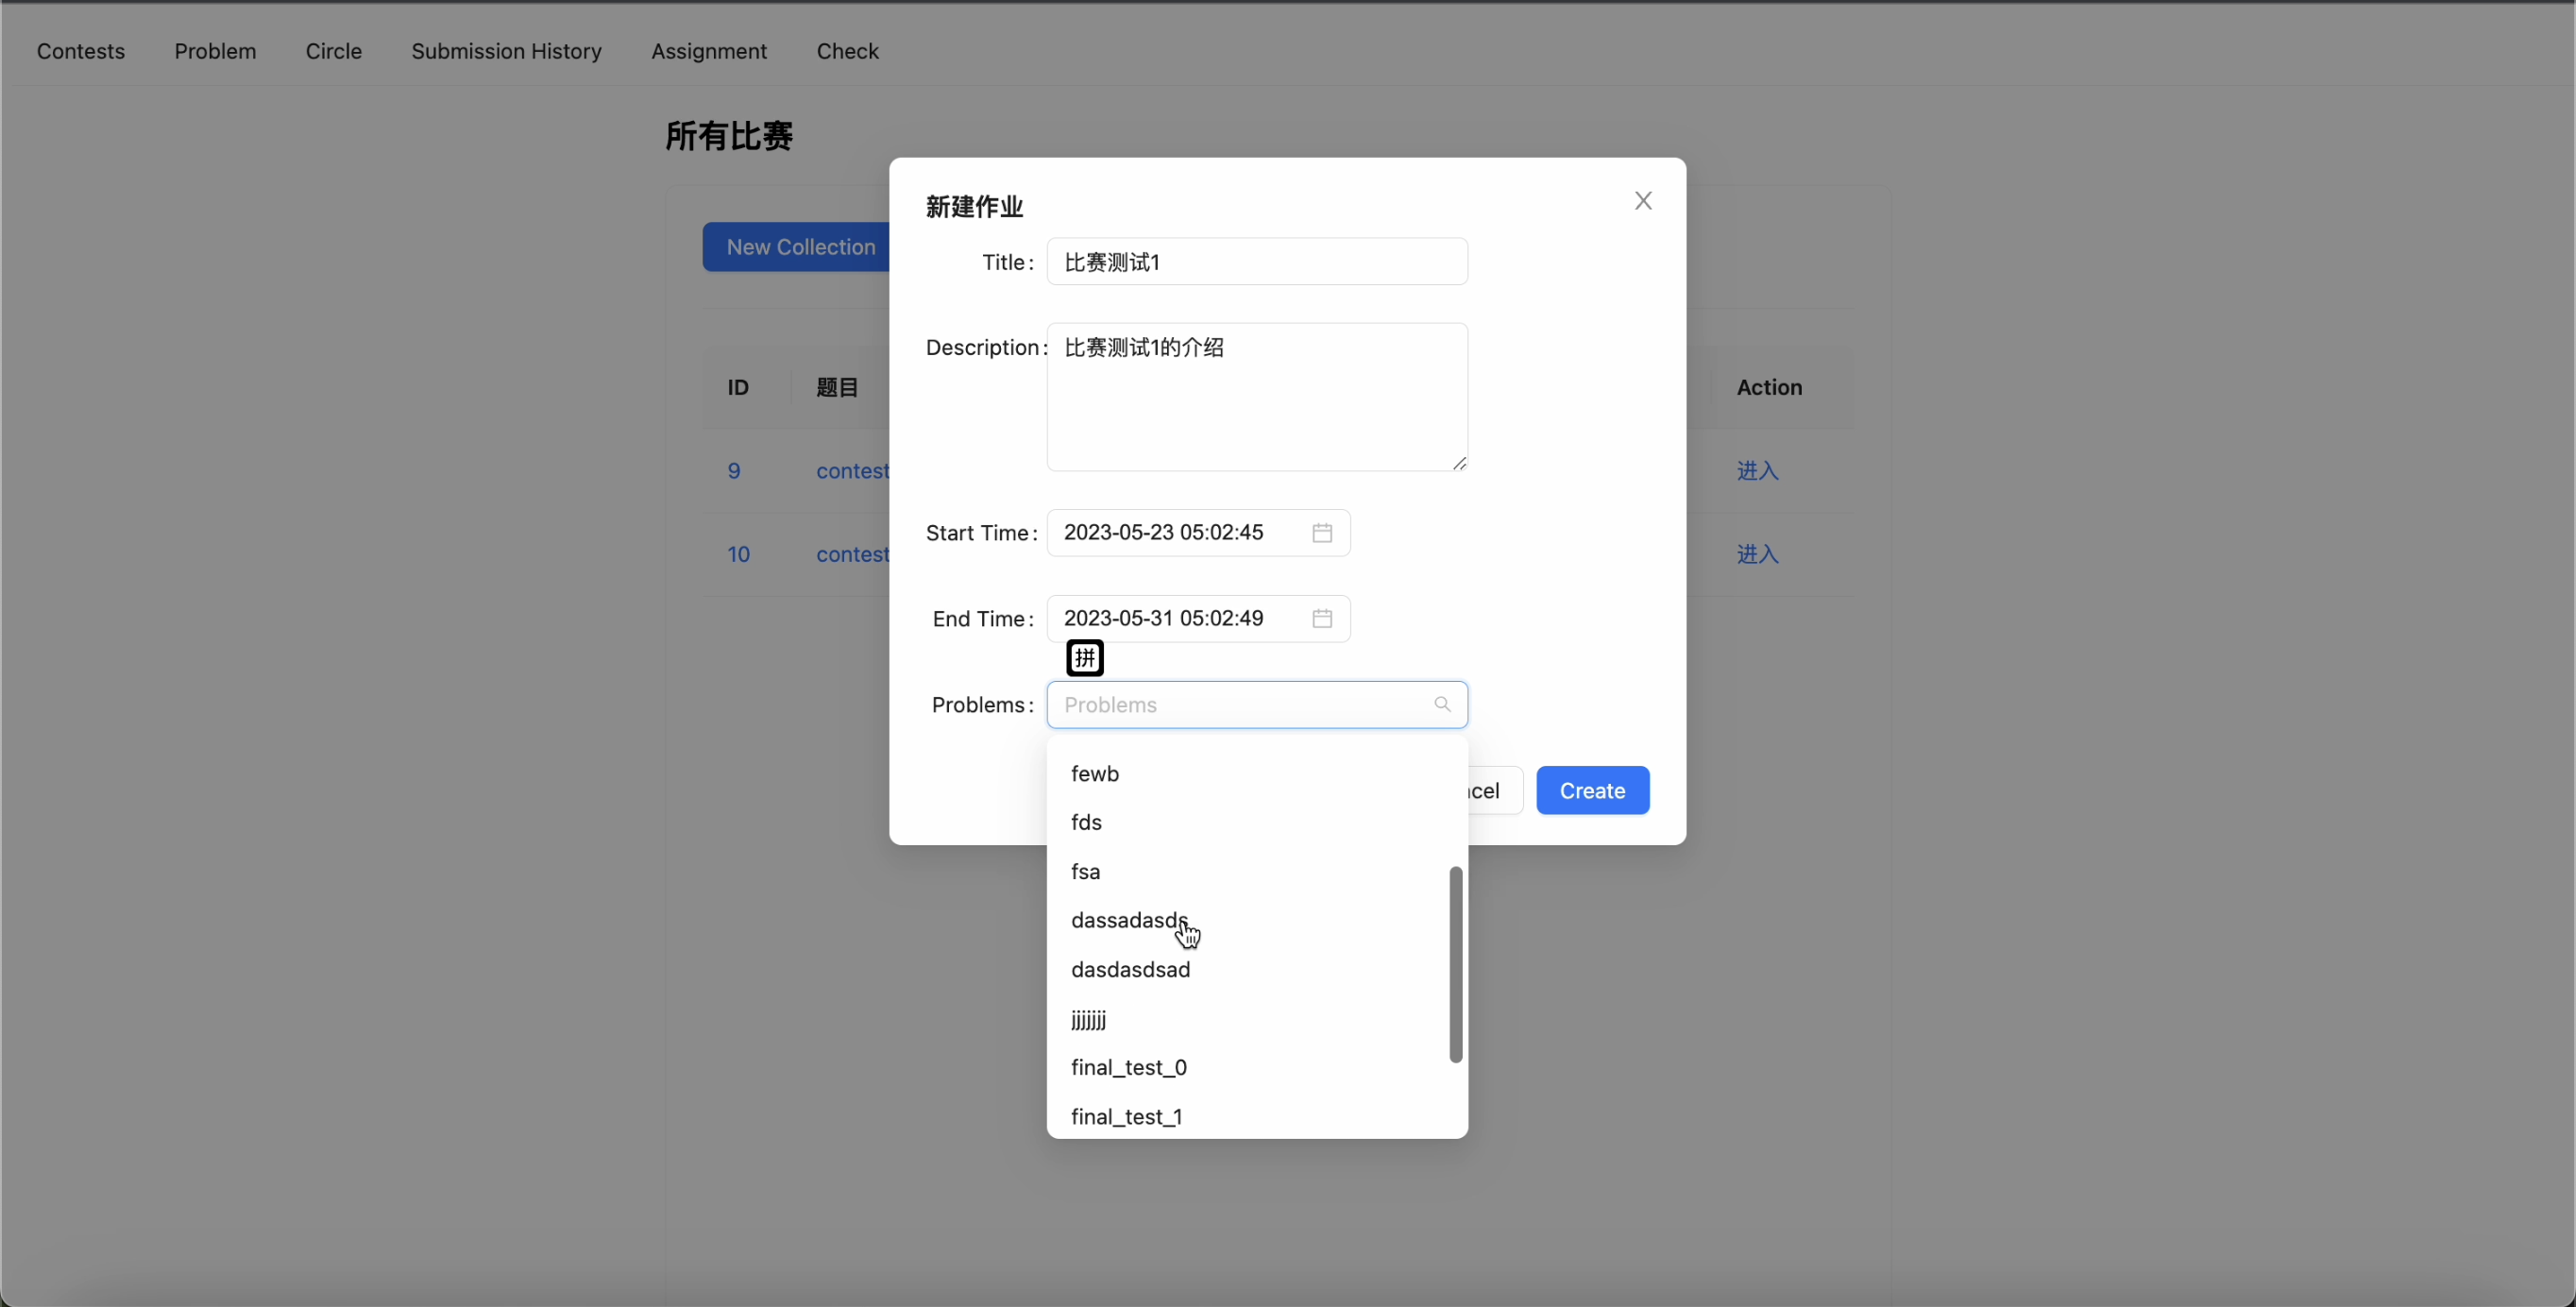 Contests Problem Circle Submission History Assignment Check
所有比赛
新建作业
New Collection
Title :
比赛测试1
Description :
比赛测试1的介绍
ID 题目 Action
9 contest 进入
Start Time :
2023-05-23 05:02:45
10 contest 进入
End Time :
2023-05-31 05:02:49
拼
Problems :
Problems
fewb
cel
Create
fds
fsa
dassadasds
dasdasdsad
jjjjjjj
final_test_0
final_test_1